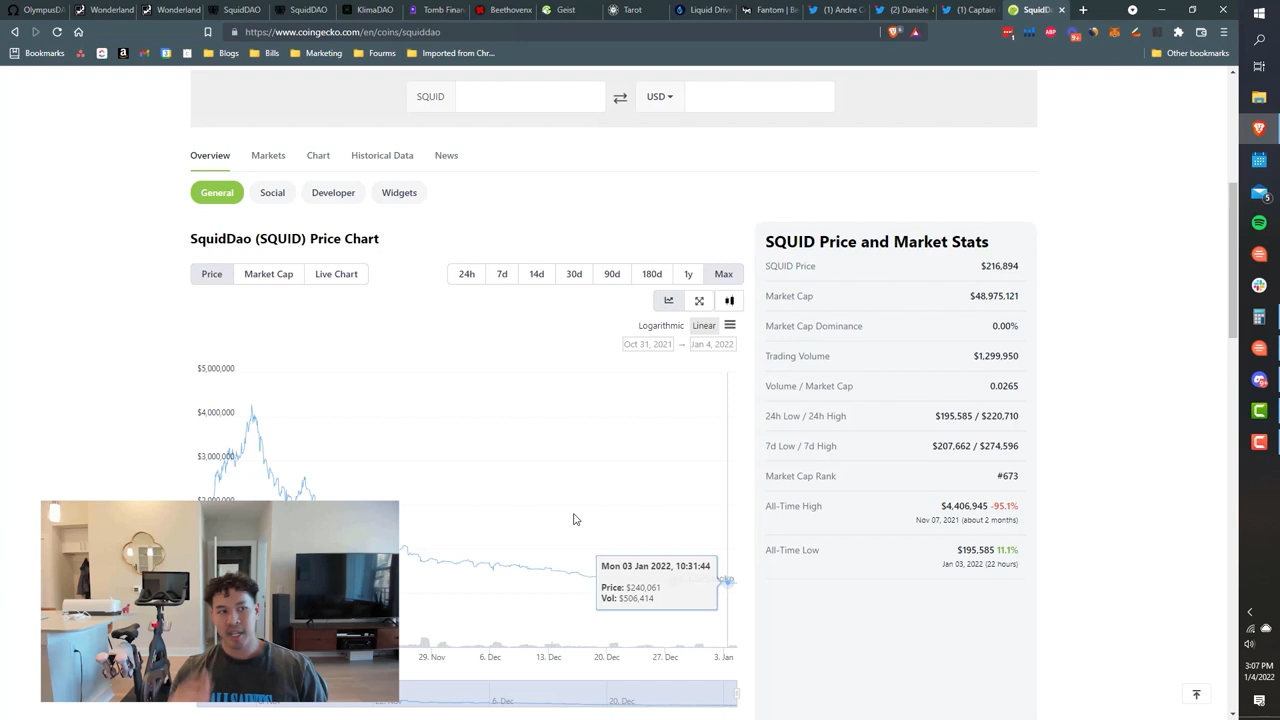 OlympusD
Wonderland
Wonderland
SquidDAO
SquidDAO
KlimaDAO
Tomb Finan
Beethovenx
Geist
Tarot
Liquid Drive
Fantom | B
(1) Andre C
(2) Daniele
(1) Captain
SquidD
https://www.coingecko.com/en/coins/squiddao
Bookmarks
Blogs
Bills
Marketing
Fourms
Imported from Chr...
Other bookmarks
SQUID
USD
Overview
Markets
Chart
Historical Data
News
General
Social
Developer
Widgets
SquidDao (SQUID) Price Chart
Price
Market Cap
Live Chart
24h
7d
14d
30d
90d
180d
1y
Max
Logarithmic
Linear
Oct 31, 2021
→
Jan 4, 2022
$5,000,000
$4,000,000
$3,000,000
Mon 03 Jan 2022, 10:31:44
Price: $240,061
Vol: $506,414
29. Nov
6. Dec
13. Dec
20. Dec
27. Dec
3. Jan
6. Dec
20. Dec
SQUID Price and Market Stats
SQUID Price $216,894
Market Cap $48,975,121
Market Cap Dominance 0.00%
Trading Volume $1,299,950
Volume / Market Cap 0.0265
24h Low / 24h High $195,585 / $220,710
7d Low / 7d High $207,662 / $274,596
Market Cap Rank #673
All-Time High $4,406,945 -95.1%
Nov 07, 2021 (about 2 months)
All-Time Low $195,585 11.1%
Jan 03, 2022 (22 hours)
ALLSAINTS
5
9+
3:07 PM
1/4/2022